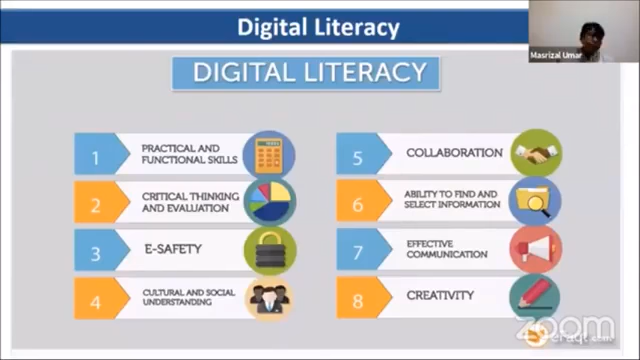 Digital Literacy
DIGITAL LITERACY
Masrizal Umar
1
PRACTICAL AND
FUNCTIONAL SKILLS
2
CRITICAL THINKING
AND EVALUATION
3
E-SAFETY
4
CULTURAL AND SOCIAL
UNDERSTANDING
5
COLLABORATION
6
ABILITY TO FIND AND
SELECT INFORMATION
7
EFFECTIVE
COMMUNICATION
8
CREATIVITY
zoom